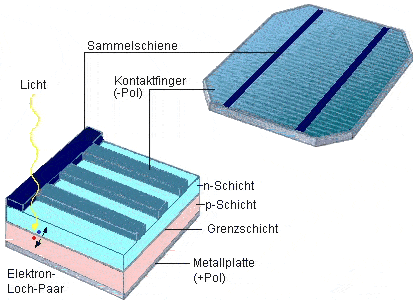 Sammelschiene
Kontaktfinger
(-Pol)
Licht
n-Schicht
p-Schicht
Grenzschicht
Metallplatte
(+Pol)
Elektron-
Loch-Paar